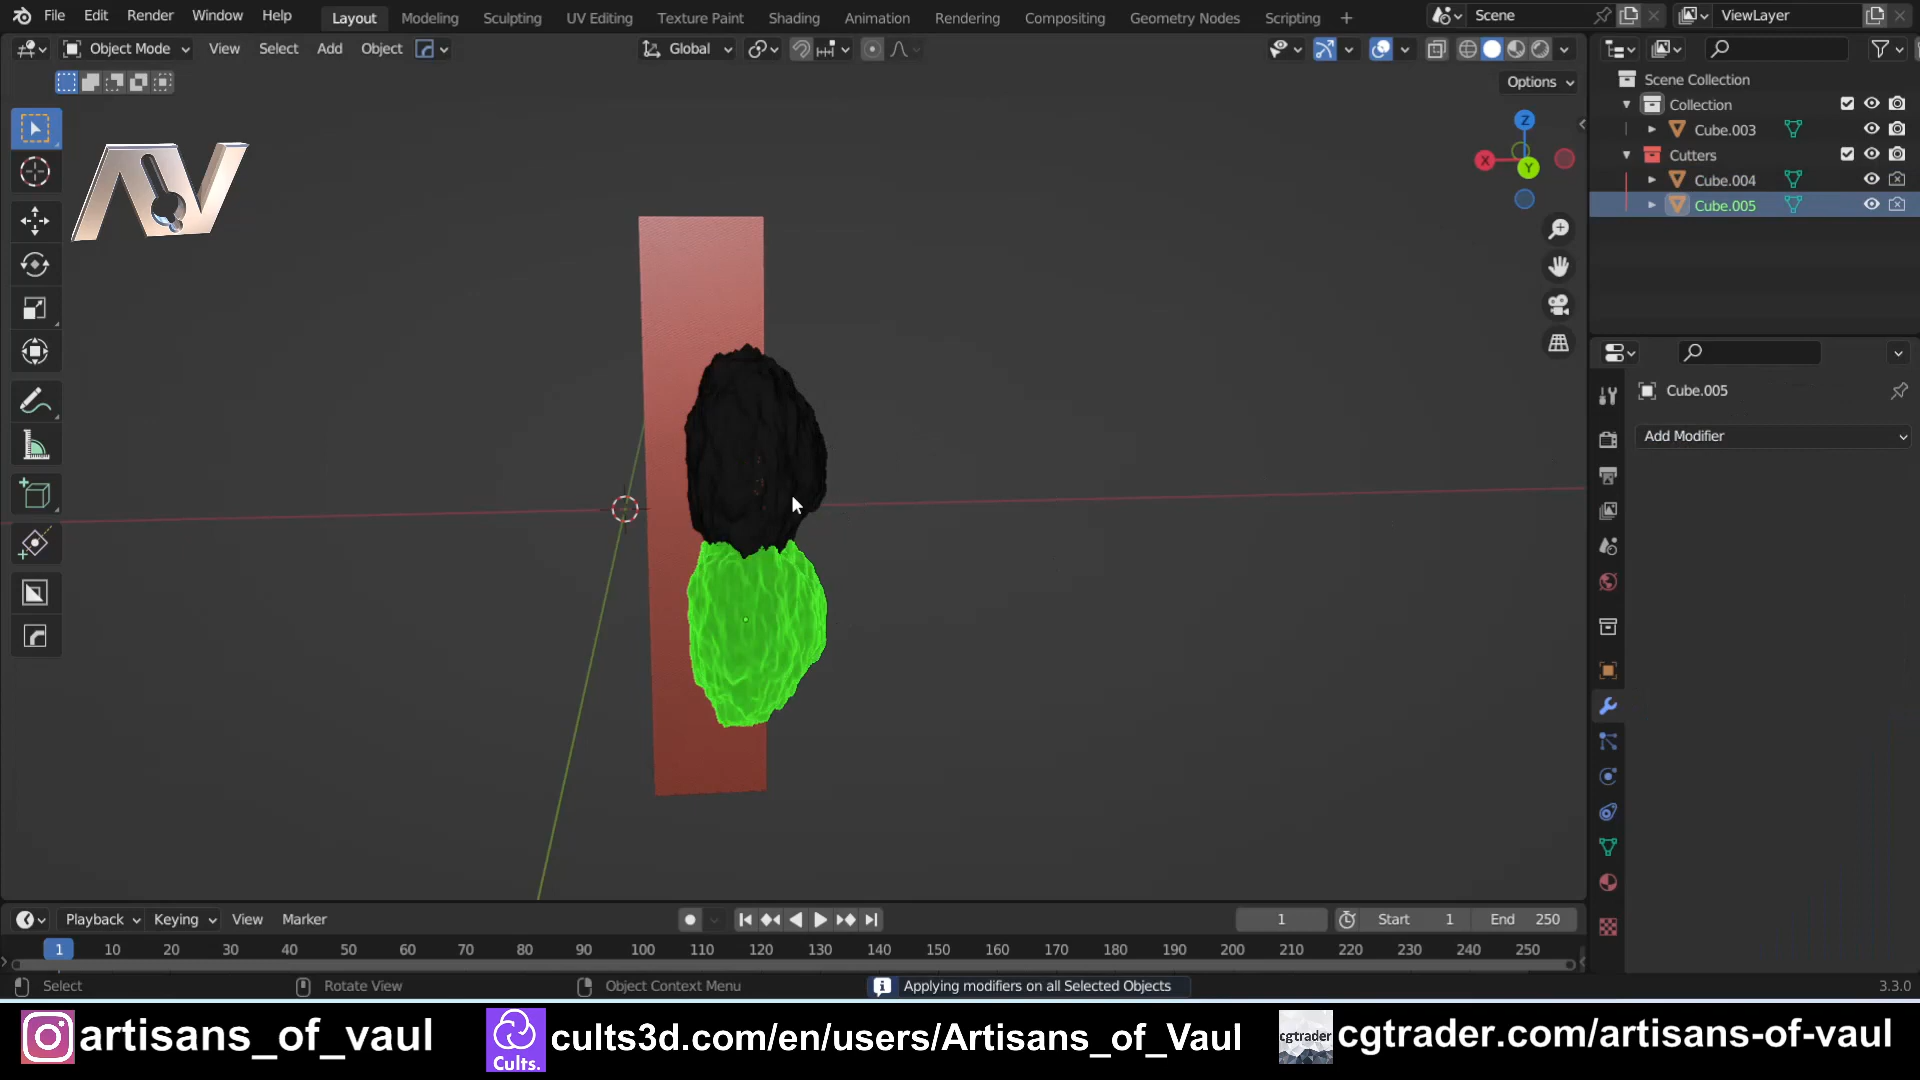 File Edit Render Window Help Layout Modeling Sculpting UV Editing Texture Paint Shading Animation Rendering Compositing Geometry Nodes Scripting + Scene ViewLayer
Object Mode View Select Add Object Global
Options
Scene Collection
Collection
Cube.003
Cutters
Cube.004
Cube.005
AV
Z
X
Y
Cube.005
Add Modifier
Playback Keying View Marker 1 Start 1 End 250
1 10 20 30 40 50 60 70 80 90 100 110 120 130 140 150 160 170 180 190 200 210 220 230 240 250
Select Rotate View Object Context Menu Applying modifiers on all Selected Objects 3.3.0
artisans_of_vaul Cults. cults3d.com/en/users/Artisans_of_Vaul cgtrader cgtrader.com/artisans-of-vaul